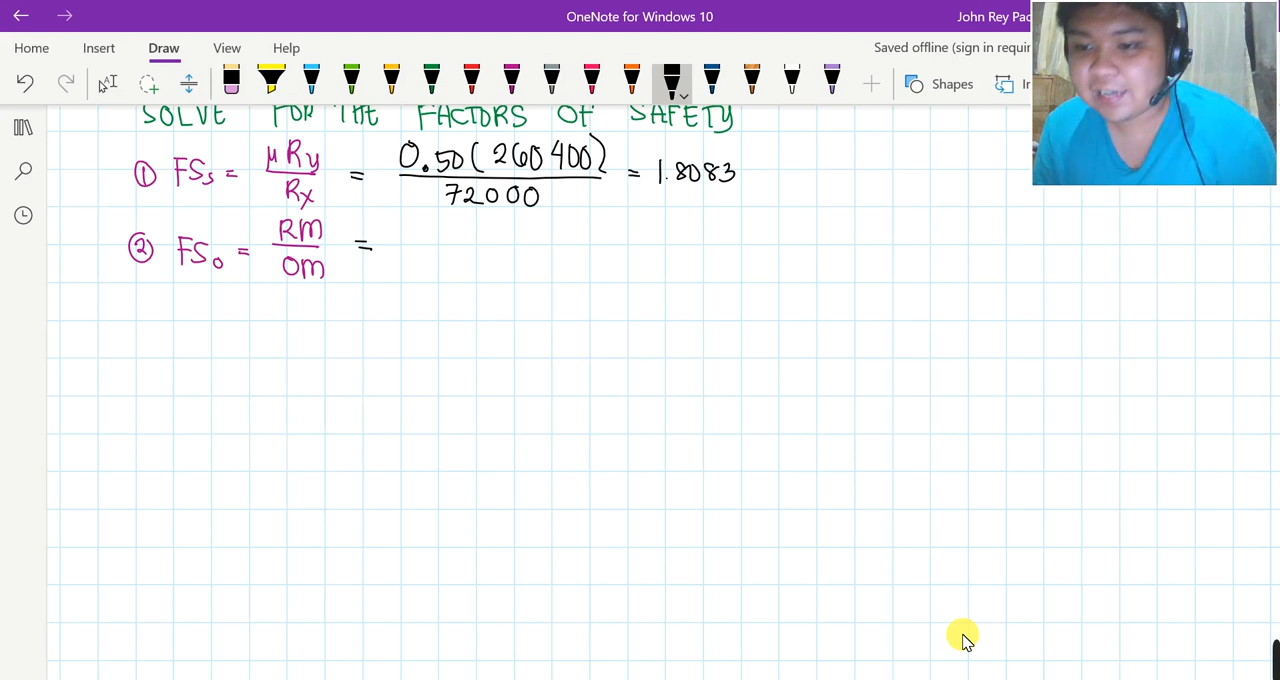 OneNote for Windows 10
John Rey Pac
Home Insert Draw View Help
Saved offline (sign in requir
Shapes
In
SOLVE FOR THE FACTORS OF SAFETY
① FSs = μRy/Rx = 0.50(260400)/72000 = 1.8083
② FSo = RM/OM =